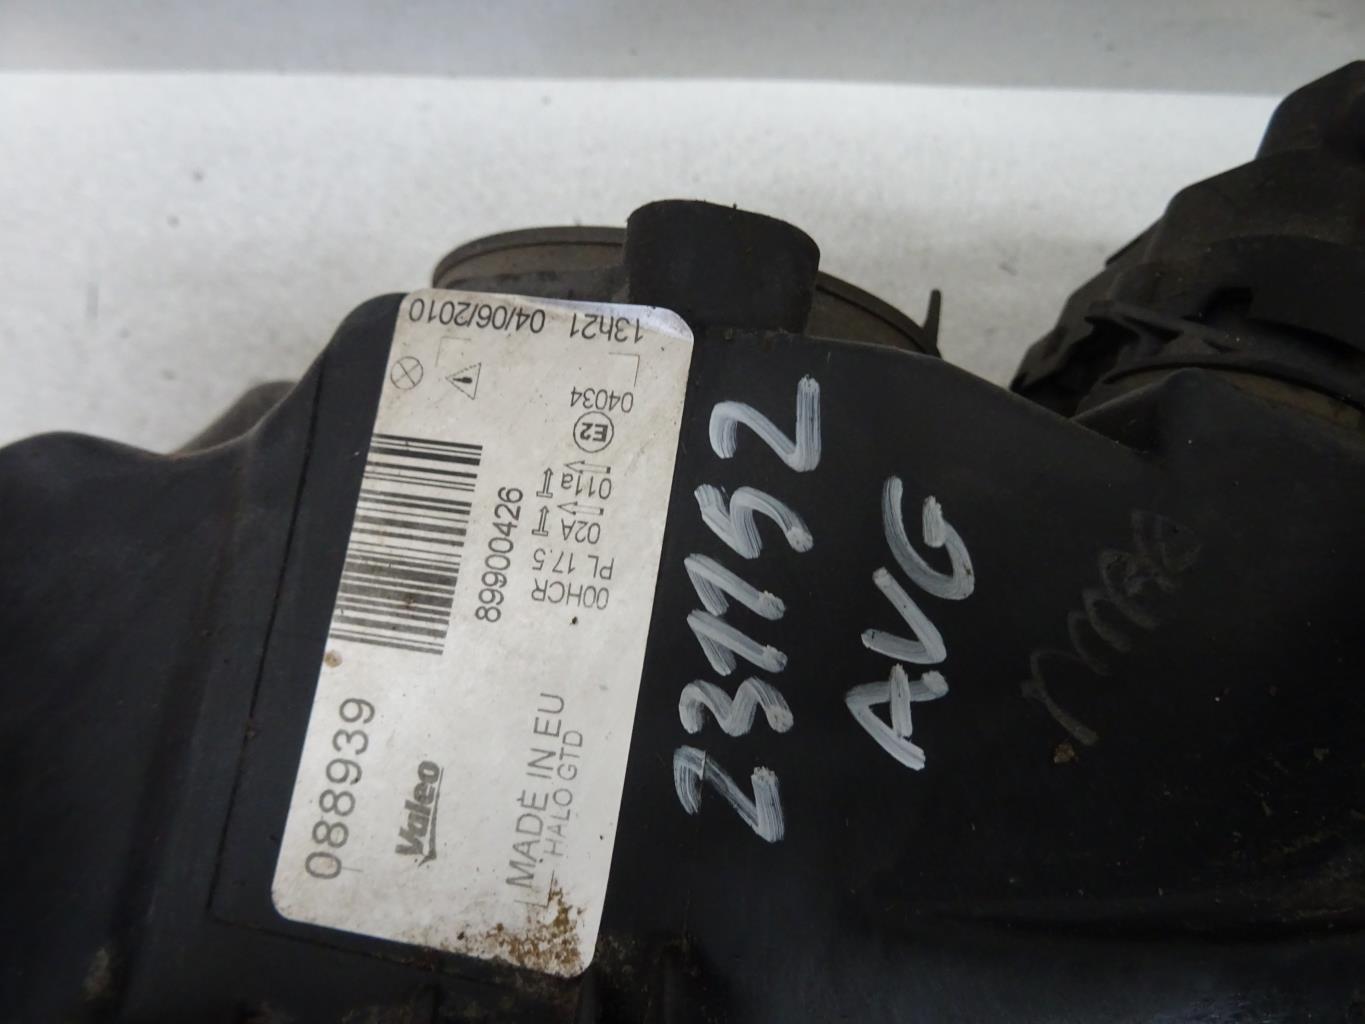 088939
Valeo
MADE IN EU
HALO GTD
89900426
00HCR
PL 17.5
02A
011a
E2
04034
13h21 04/06/2010
231152
AVG